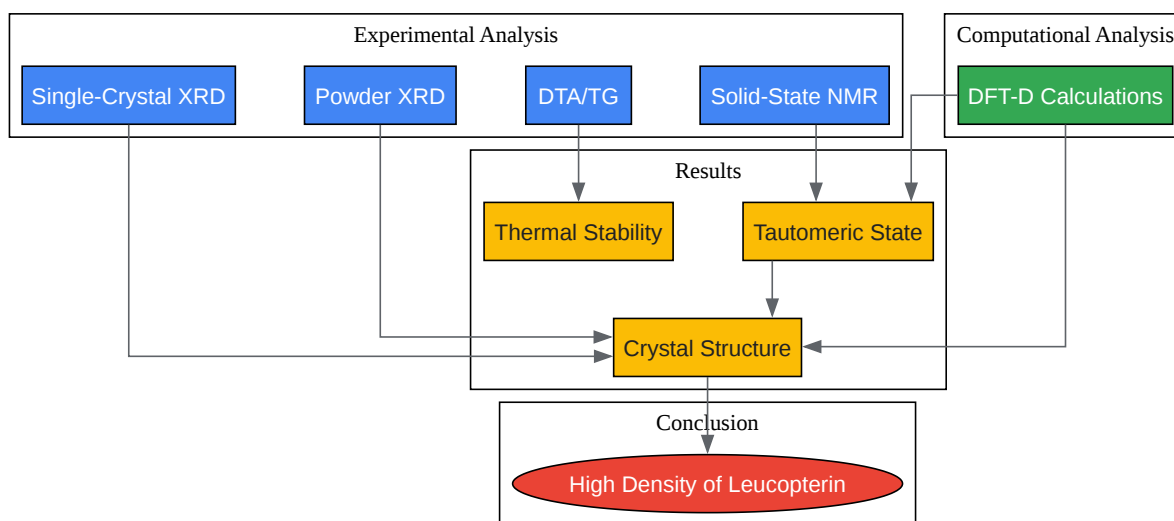 Experimental Analysis
Computational Analysis
Single-Crystal XRD
Powder XRD
DTA/TG
Solid-State NMR
DFT-D Calculations
Results
Thermal Stability
Tautomeric State
Crystal Structure
Conclusion
High Density of Leucopterin